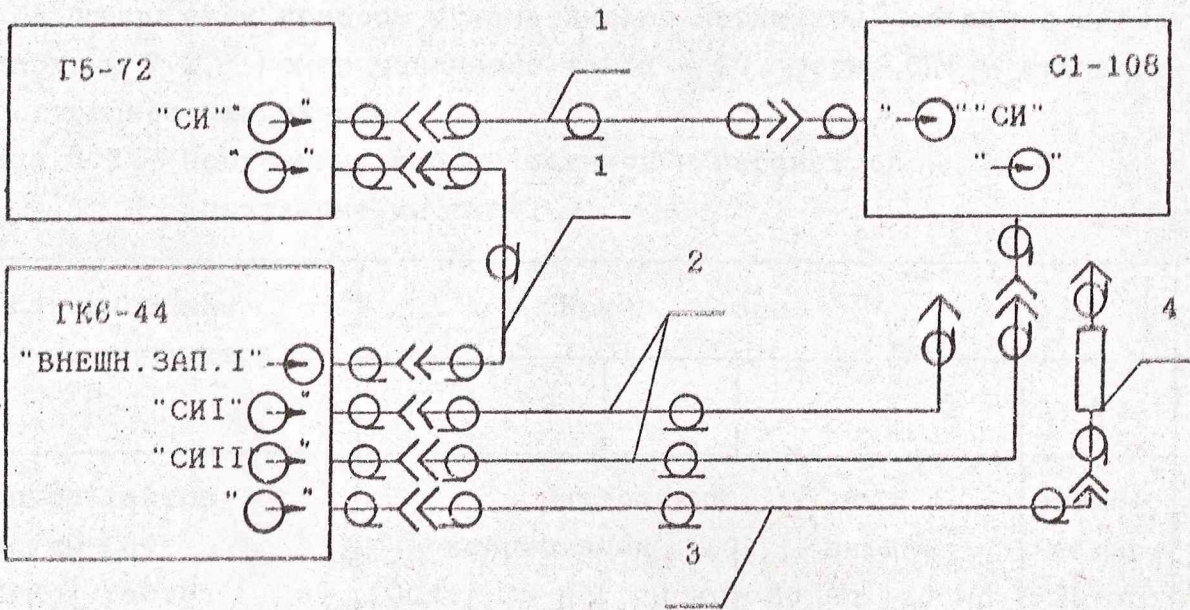 1
Г5-72
С1-108
"СИ" " "
" " "СИ"
" "
1
" "
2
ГК6-44
4
"ВНЕШН.ЗАП.I"
"СИI" "
"СИII" "
" "
3